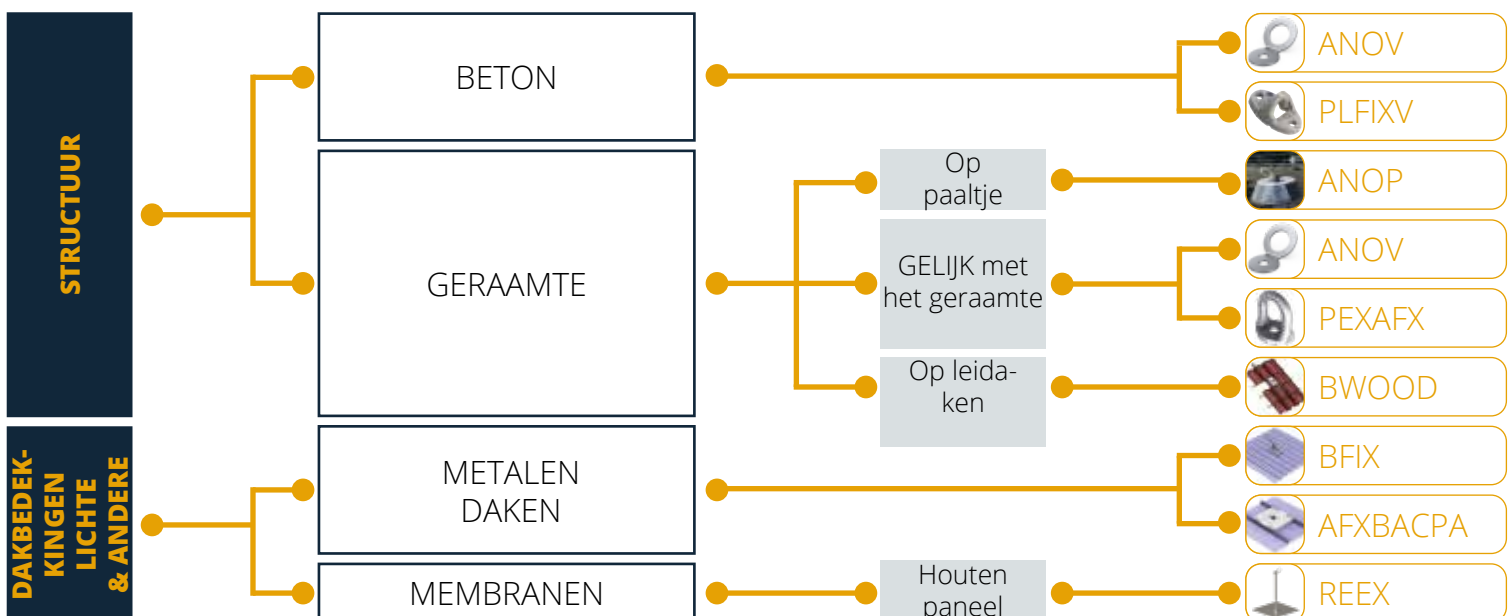 STRUCTUUR
BETON
ANOV
PLFIXV
GERAAMTE
Op
paaltje
ANOP
GELIJK met
het geraamte
ANOV
PEXAFX
Op leida-
ken
BWOOD
DAKBEDEK-
KINGEN
LICHTE
& ANDERE
METALEN
DAKEN
BFIX
AFXBACPA
MEMBRANEN
Houten
paneel
REEX